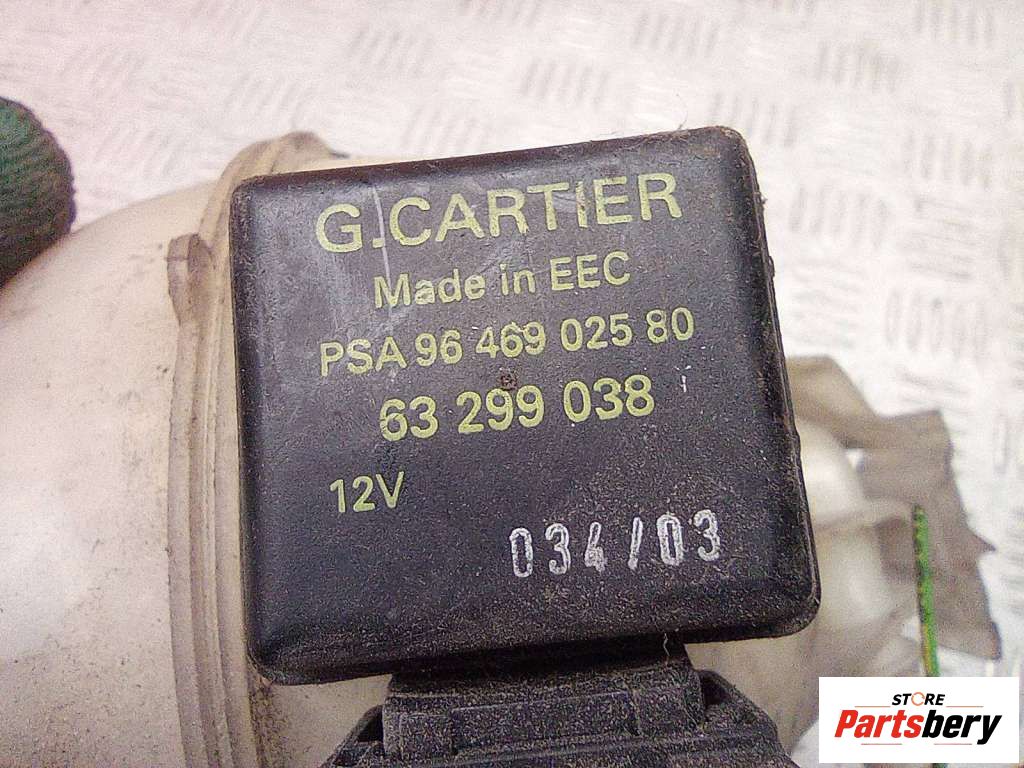 G.CARTIER
Made in EEC
PSA 96 469 025 80
63 299 038
12V
034/03
STORE
Partsbery